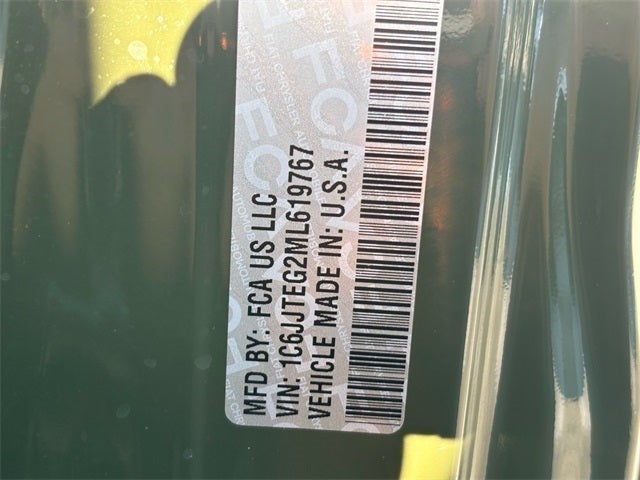 MFD BY: FCA US LLC
VIN: 1C6JJTEG2ML619767
VEHICLE MADE IN: U.S.A.